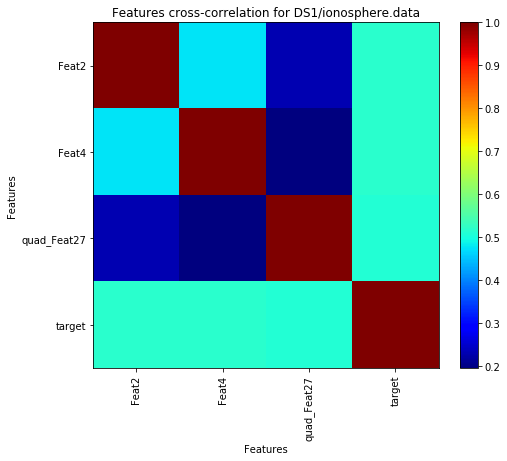 Features cross-correlation for DS1/ionosphere.data
Features
Feat2
Feat4
quad_Feat27
target
Feat2
Feat4
quad_Feat27
target
Features
1.0
0.9
0.8
0.7
0.6
0.5
0.4
0.3
0.2